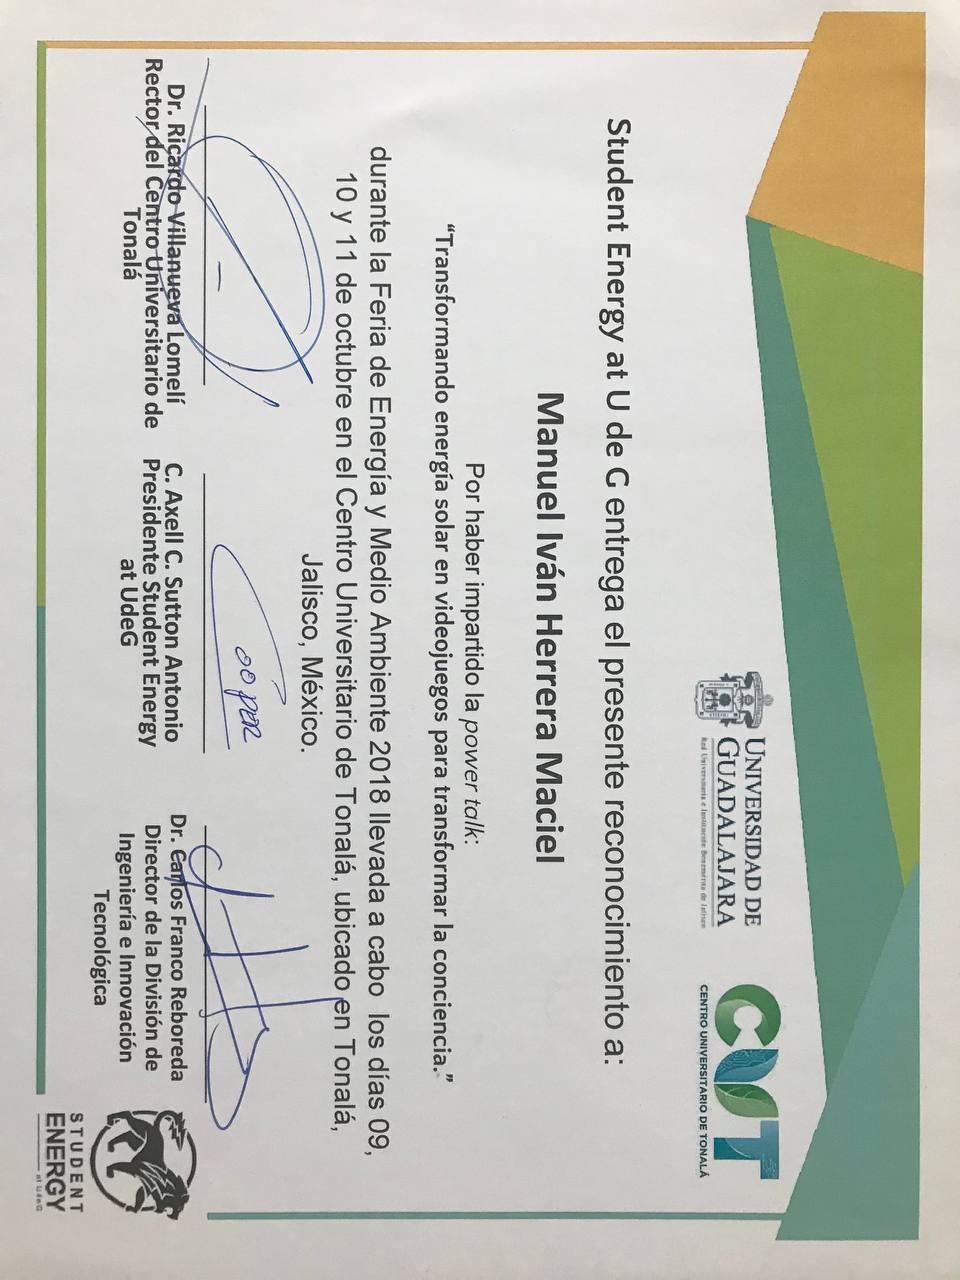 UNIVERSIDAD DE
GUADALAJARA
Red Universitaria e Institución Benemérita de Jalisco
CUT
CENTRO UNIVERSITARIO DE TONALÁ
Student Energy at U de G entrega el presente reconocimiento a:
Manuel Iván Herrera Maciel
Por haber impartido la power talk:
“Transformando energía solar en videojuegos para transformar la conciencia.”
durante la Feria de Energía y Medio Ambiente 2018 llevada a cabo los días 09,
10 y 11 de octubre en el Centro Universitario de Tonalá, ubicado en Tonalá,
Jalisco, México.
Cooper
Dr. Ricardo Villanueva Lomelí
Rector del Centro Universitario de
Tonalá
C. Axell C. Sutton Antonio
Presidente Student Energy
at UdeG
Dr. Carlos Franco Reboreda
Director de la División de
Ingeniería e Innovación
Tecnológica
STUDENT
ENERGY
at UdeG